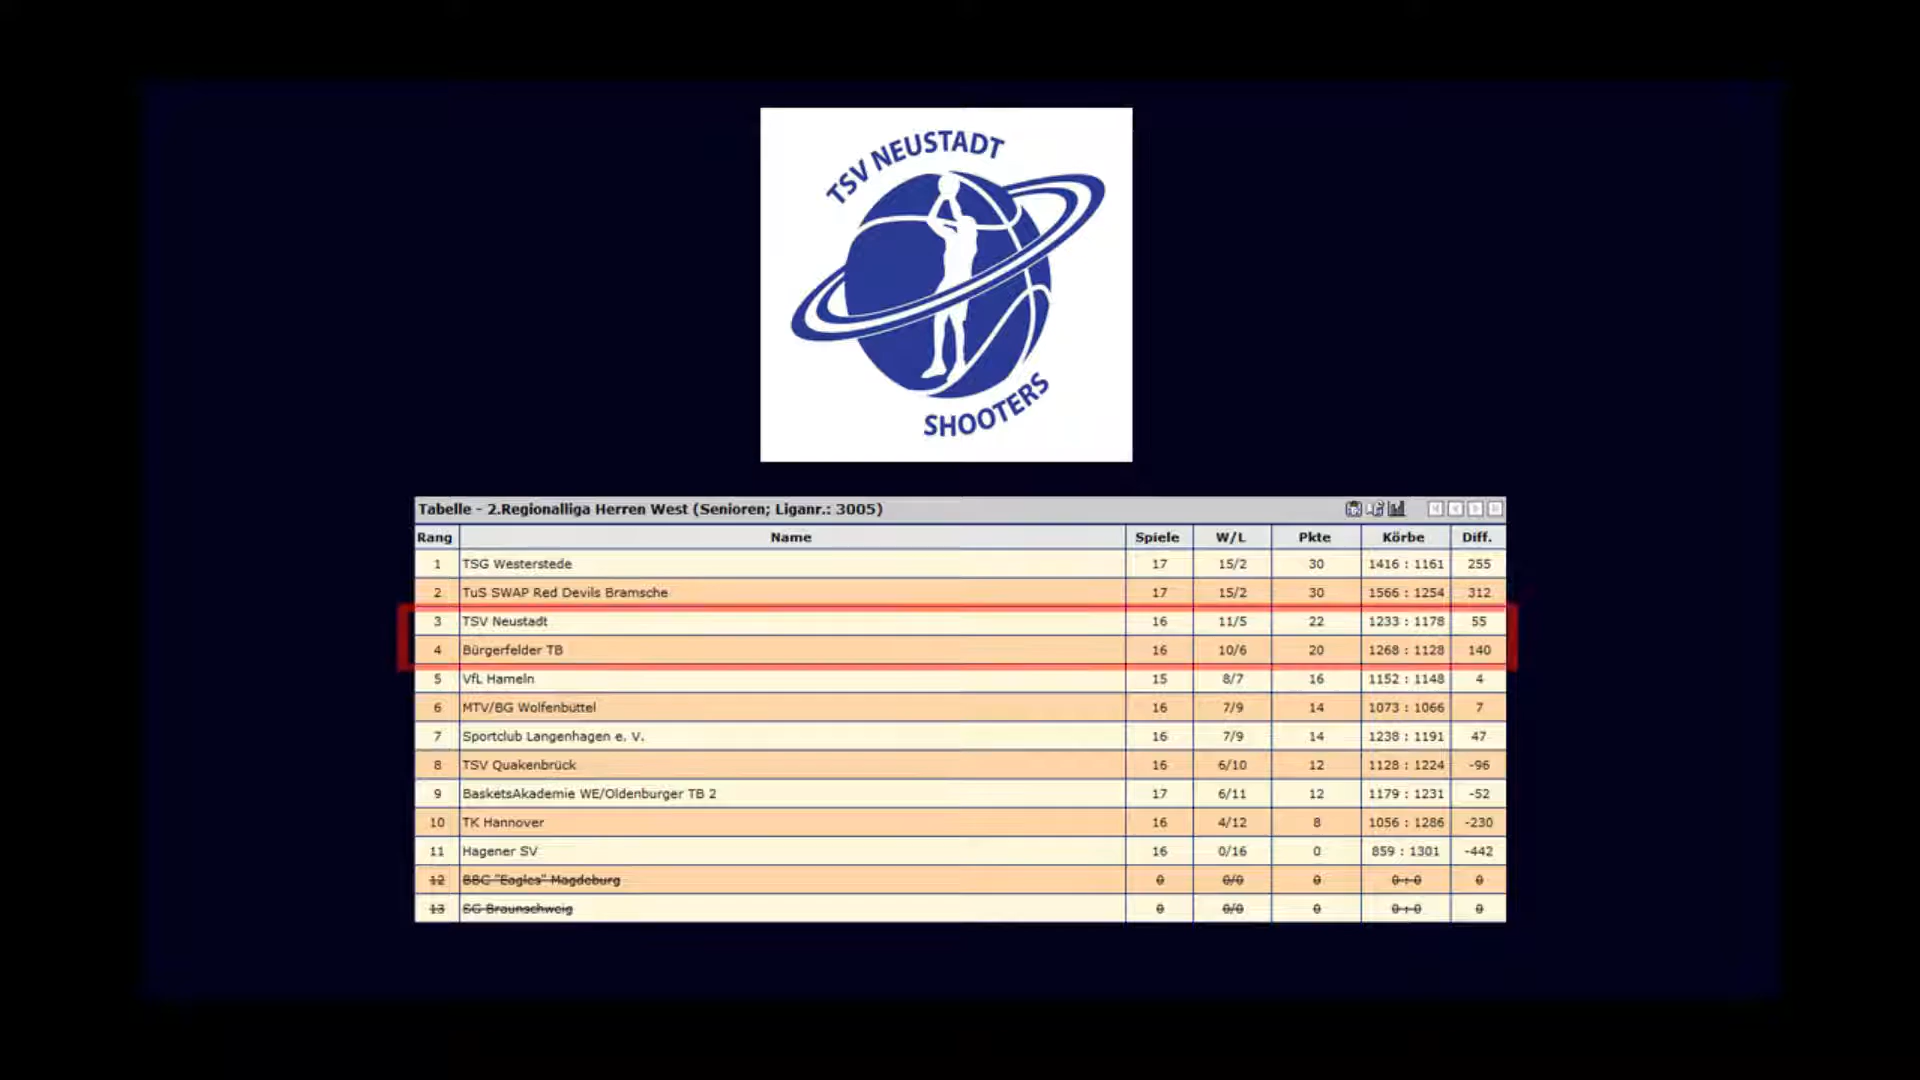 TSV NEUSTADT
SHOOTERS
Tabelle - 2.Regionalliga Herren West (Senioren; Liganr.: 3005)
Rang Name Spiele W/L Pkte Körbe Diff.
1 TSG Westerstede 17 15/2 30 1416 : 1161 255
2 TuS SWAP Red Devils Bramsche 17 15/2 30 1566 : 1254 312
3 TSV Neustadt 16 11/5 22 1233 : 1178 55
4 Bürgerfelder TB 16 10/6 20 1268 : 1128 140
5 VfL Hameln 15 8/7 16 1152 : 1148 4
6 MTV/BG Wolfenbüttel 16 7/9 14 1073 : 1066 7
7 Sportclub Langenhagen e. V. 16 7/9 14 1238 : 1191 47
8 TSV Quakenbrück 16 6/10 12 1128 : 1224 -96
9 BasketsAkademie WE/Oldenburger TB 2 17 6/11 12 1179 : 1231 -52
10 TK Hannover 16 4/12 8 1056 : 1286 -230
11 Hagener SV 16 0/16 0 859 : 1301 -442
12 BBC "Eagles" Magdeburg 0 0/0 0 0 : 0 0
13 SG Braunschweig 0 0/0 0 0 : 0 0